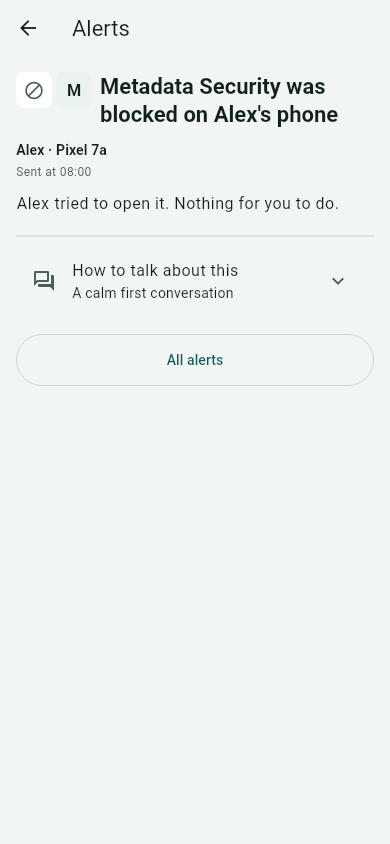 Alerts
M
Metadata Security was
blocked on Alex's phone
Alex · Pixel 7a
Sent at 08:00
Alex tried to open it. Nothing for you to do.
How to talk about this
A calm first conversation
All alerts